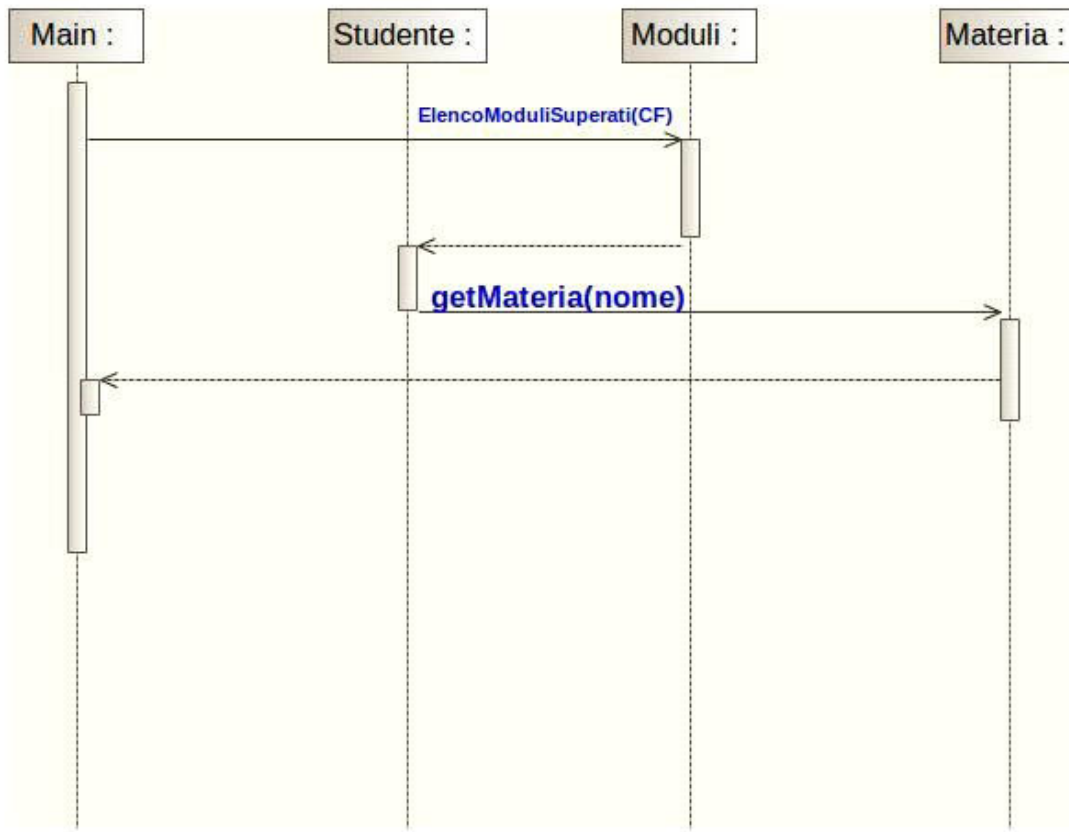 Main :
Studente :
Moduli :
Materia :
ElencoModuliSuperati(CF)
getMateria(nome)